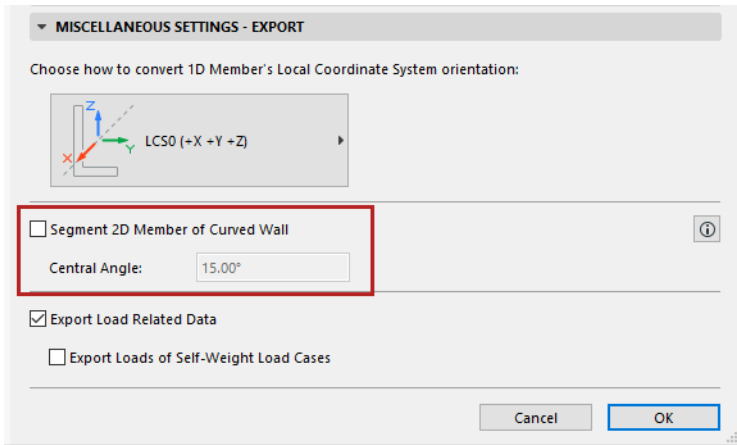 MISCELLANEOUS SETTINGS - EXPORT
Choose how to convert 1D Member's Local Coordinate System orientation:
Z
Y
X
LCS0 (+X +Y +Z)
Segment 2D Member of Curved Wall
Central Angle: 15.00°
Export Load Related Data
Export Loads of Self-Weight Load Cases
Cancel OK